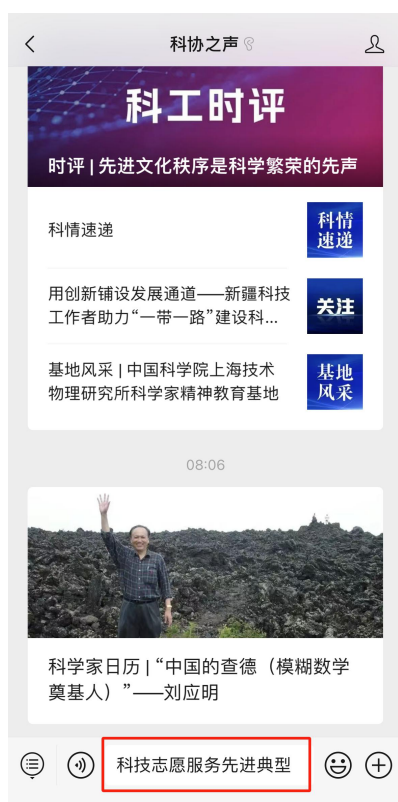 科协之声
科工时评
时评 | 先进文化秩序是科学繁荣的先声
科情速递
科情
速递
用创新铺设发展通道——新疆科技
工作者助力“一带一路”建设科...
关注
基地风采 | 中国科学院上海技术
物理研究所科学家精神教育基地
基地
风采
08:06
科学家日历 | “中国的查德（模糊数学
奠基人）”——刘应明
科技志愿服务先进典型